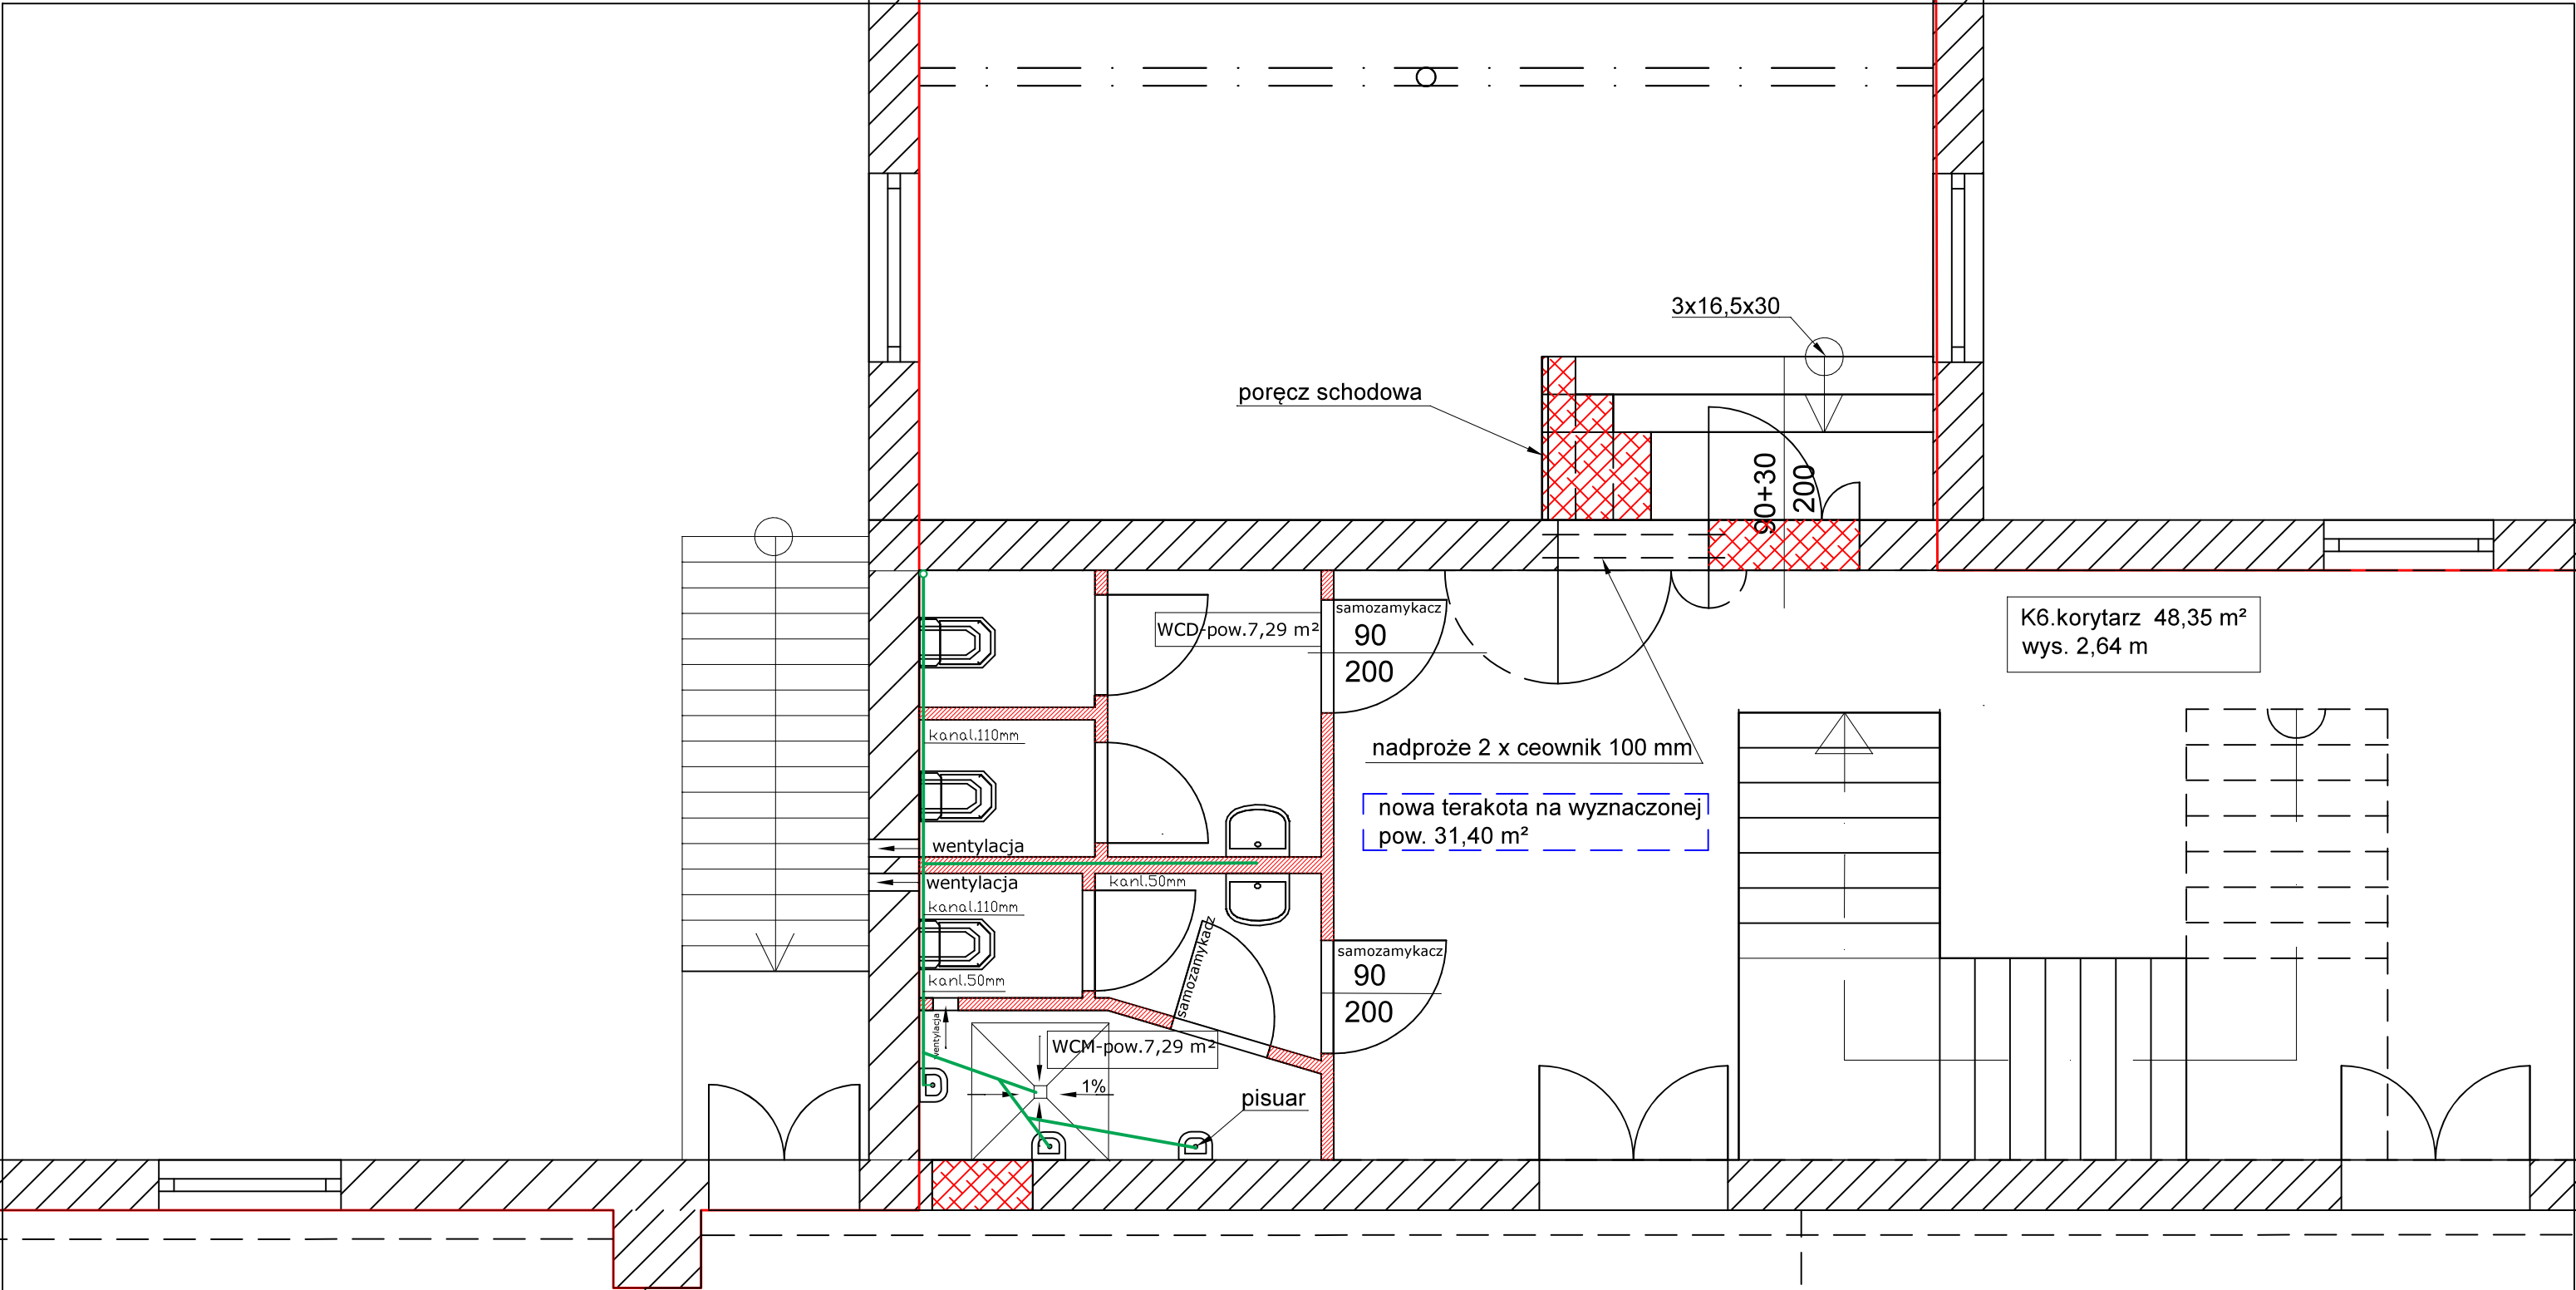 3x16,5x30
poręcz schodowa
90+30
200
samozamykacz
90
200
WCD-pow.7,29 m²
K6.korytarz 48,35 m²
wys. 2,64 m
kanal.110mm
nadproże 2 x ceownik 100 mm
nowa terakota na wyznaczonej
pow. 31,40 m²
wentylacja
wentylacja
kanl.50mm
kanal.110mm
samozamykacz
samozamykacz
90
200
kanl.50mm
wentylacja
WCM-pow.7,29 m²
1%
pisuar